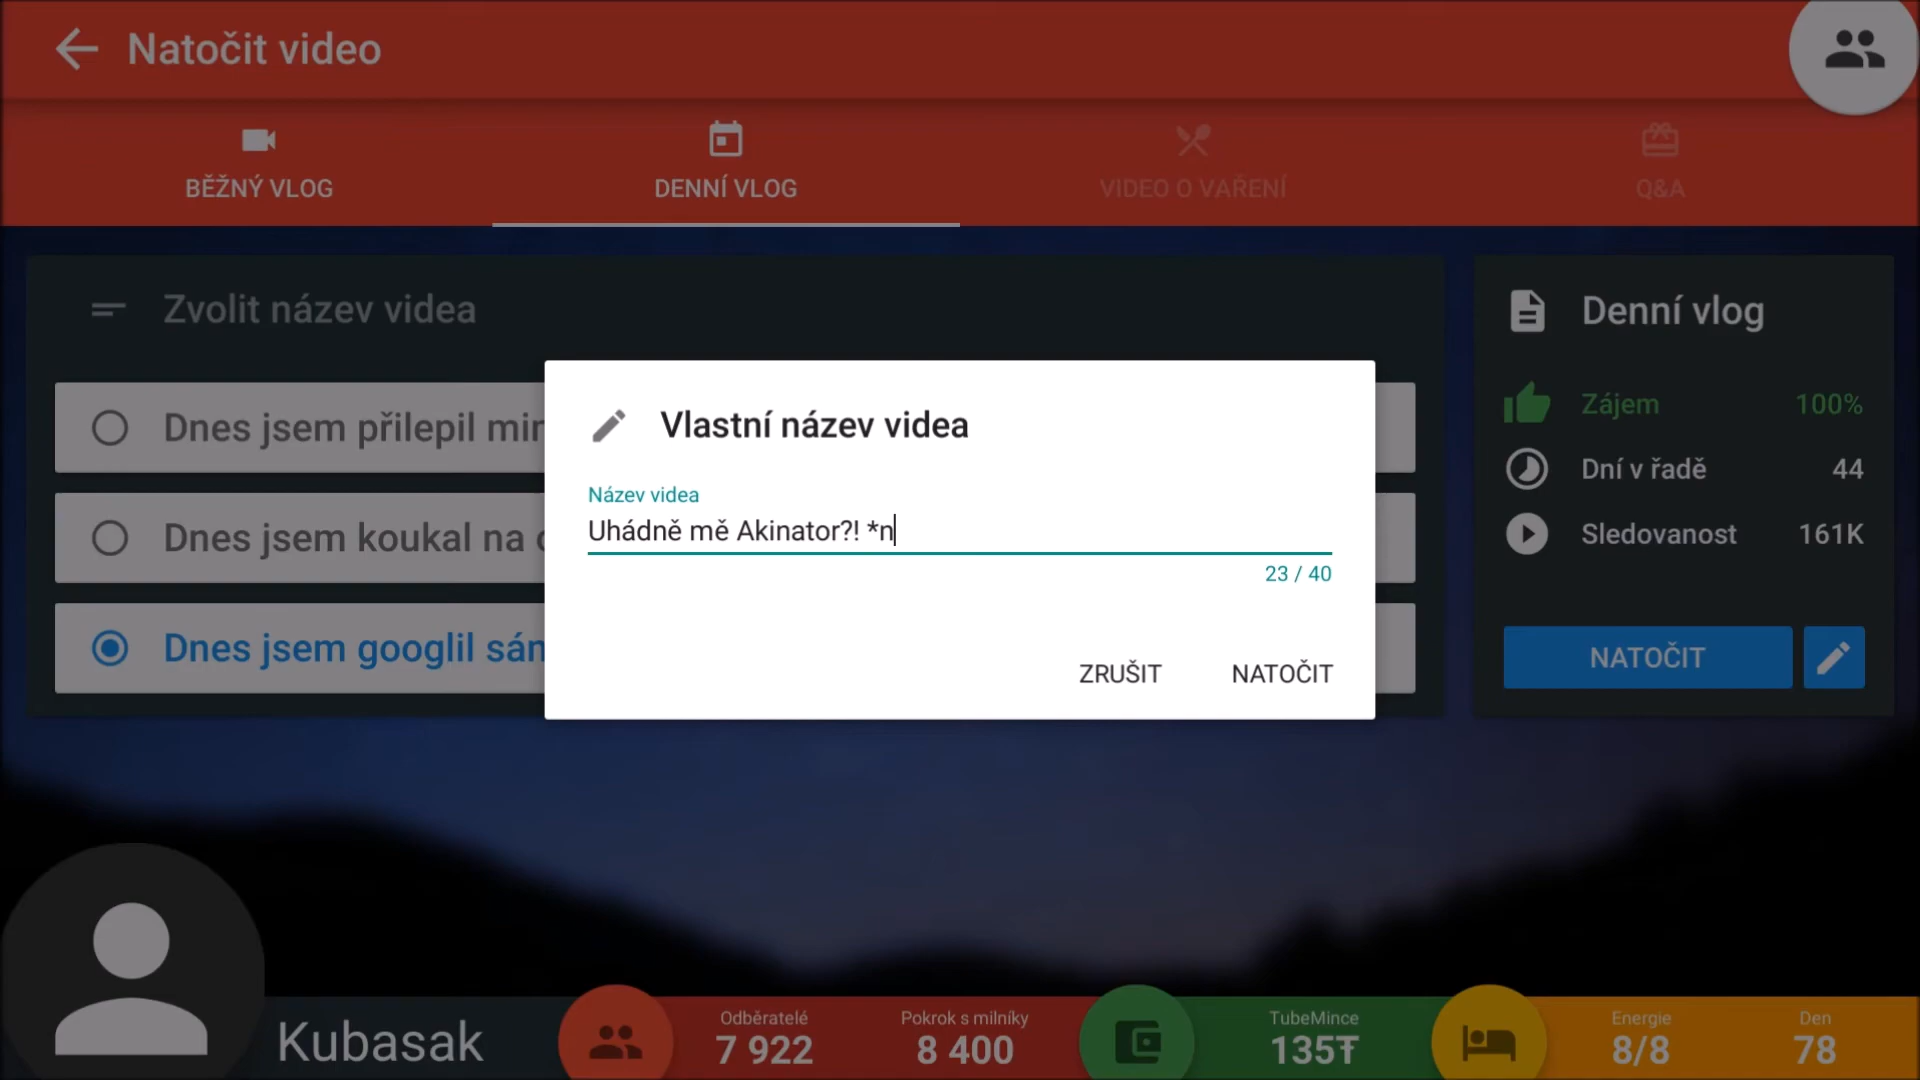 Natočit video
BĚŽNÝ VLOG
DENNÍ VLOG
VIDEO O VAŘENÍ
Q&A
Zvolit název videa
Dnes jsem přilepil
Dnes jsem koukal na
Dnes jsem googlil
Vlastní název videa
Název videa
Uhádně mě Akinator?! *n
23 / 40
ZRUŠIT
NATOČIT
Denní vlog
Zájem 100%
Dní v řadě 44
Sledovanost 161K
NATOČIT
Kubasak
Odběratelé
7 922
Pokrok s milníky
8 400
TubeMince
135Ŧ
Energie
8/8
Den
78